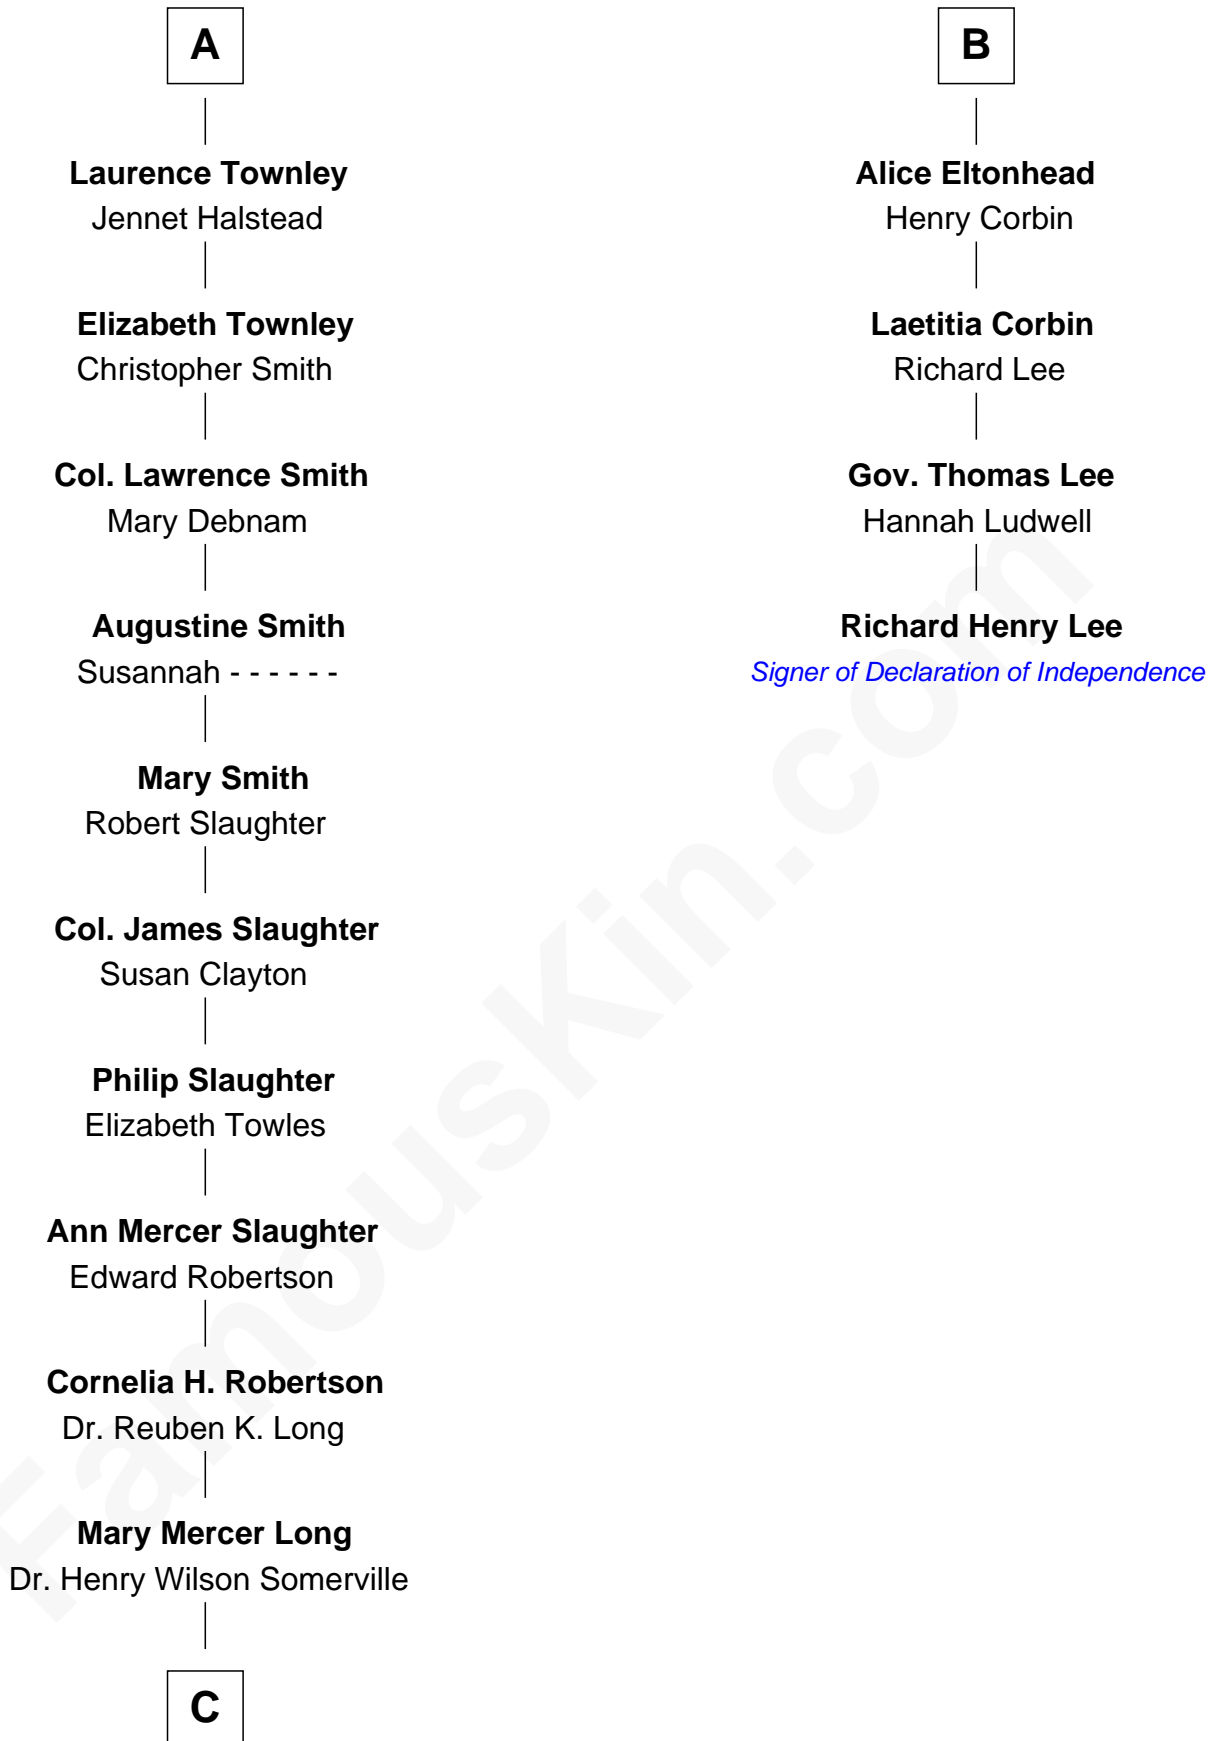 A
Laurence Townley
Jennet Halstead
Elizabeth Townley
Christopher Smith
Col. Lawrence Smith
Mary Debnam
Augustine Smith
Susannah - - - - - -
Mary Smith
Robert Slaughter
Col. James Slaughter
Susan Clayton
Philip Slaughter
Elizabeth Towles
Ann Mercer Slaughter
Edward Robertson
Cornelia H. Robertson
Dr. Reuben K. Long
Mary Mercer Long
Dr. Henry Wilson Somerville
C
B
Alice Eltonhead
Henry Corbin
Laetitia Corbin
Richard Lee
Gov. Thomas Lee
Hannah Ludwell
Richard Henry Lee
Signer of Declaration of Independence
FamousKin.com